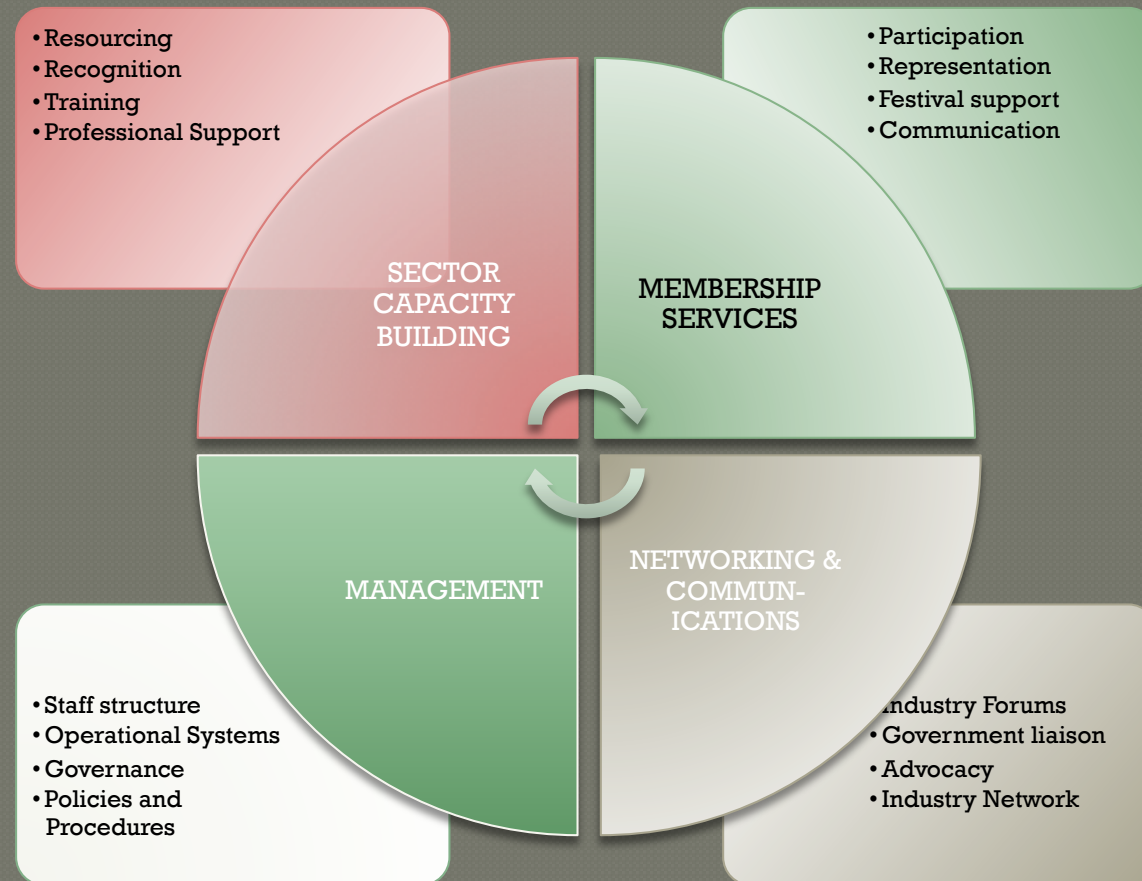 • Resourcing
• Recognition
• Training
• Professional Support
• Participation
• Representation
• Festival support
• Communication
SECTOR
CAPACITY
BUILDING
MEMBERSHIP
SERVICES
MANAGEMENT
NETWORKING &
COMMUN-
ICATIONS
• Staff structure
• Operational Systems
• Governance
• Policies and
Procedures
Industry Forums
• Government liaison
• Advocacy
• Industry Network